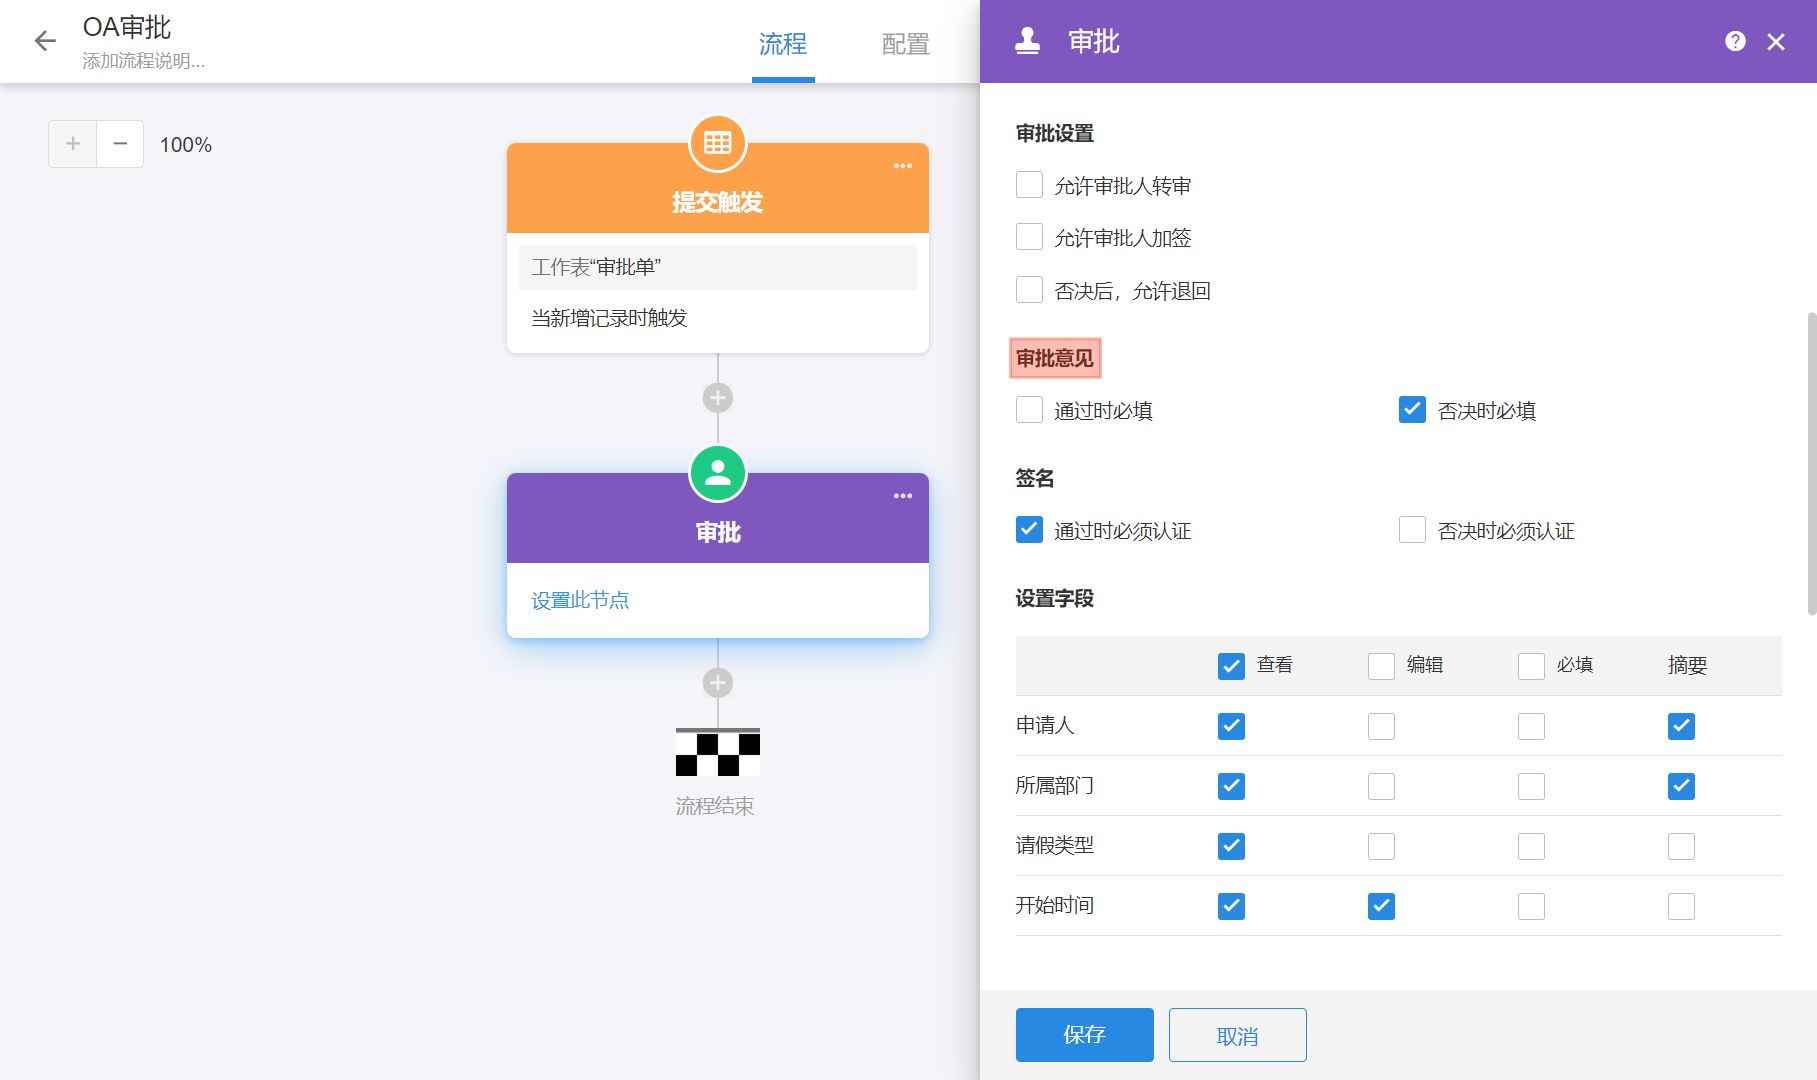 OA审批
添加流程说明...
流程
配置
审批
100%
提交触发
工作表“审批单”
当新增记录时触发
审批
设置此节点
流程结束
审批设置
允许审批人转审
允许审批人加签
否决后，允许退回
审批意见
通过时必填
否决时必填
签名
通过时必须认证
否决时必须认证
设置字段
查看 编辑 必填 摘要
申请人
所属部门
请假类型
开始时间
保存
取消